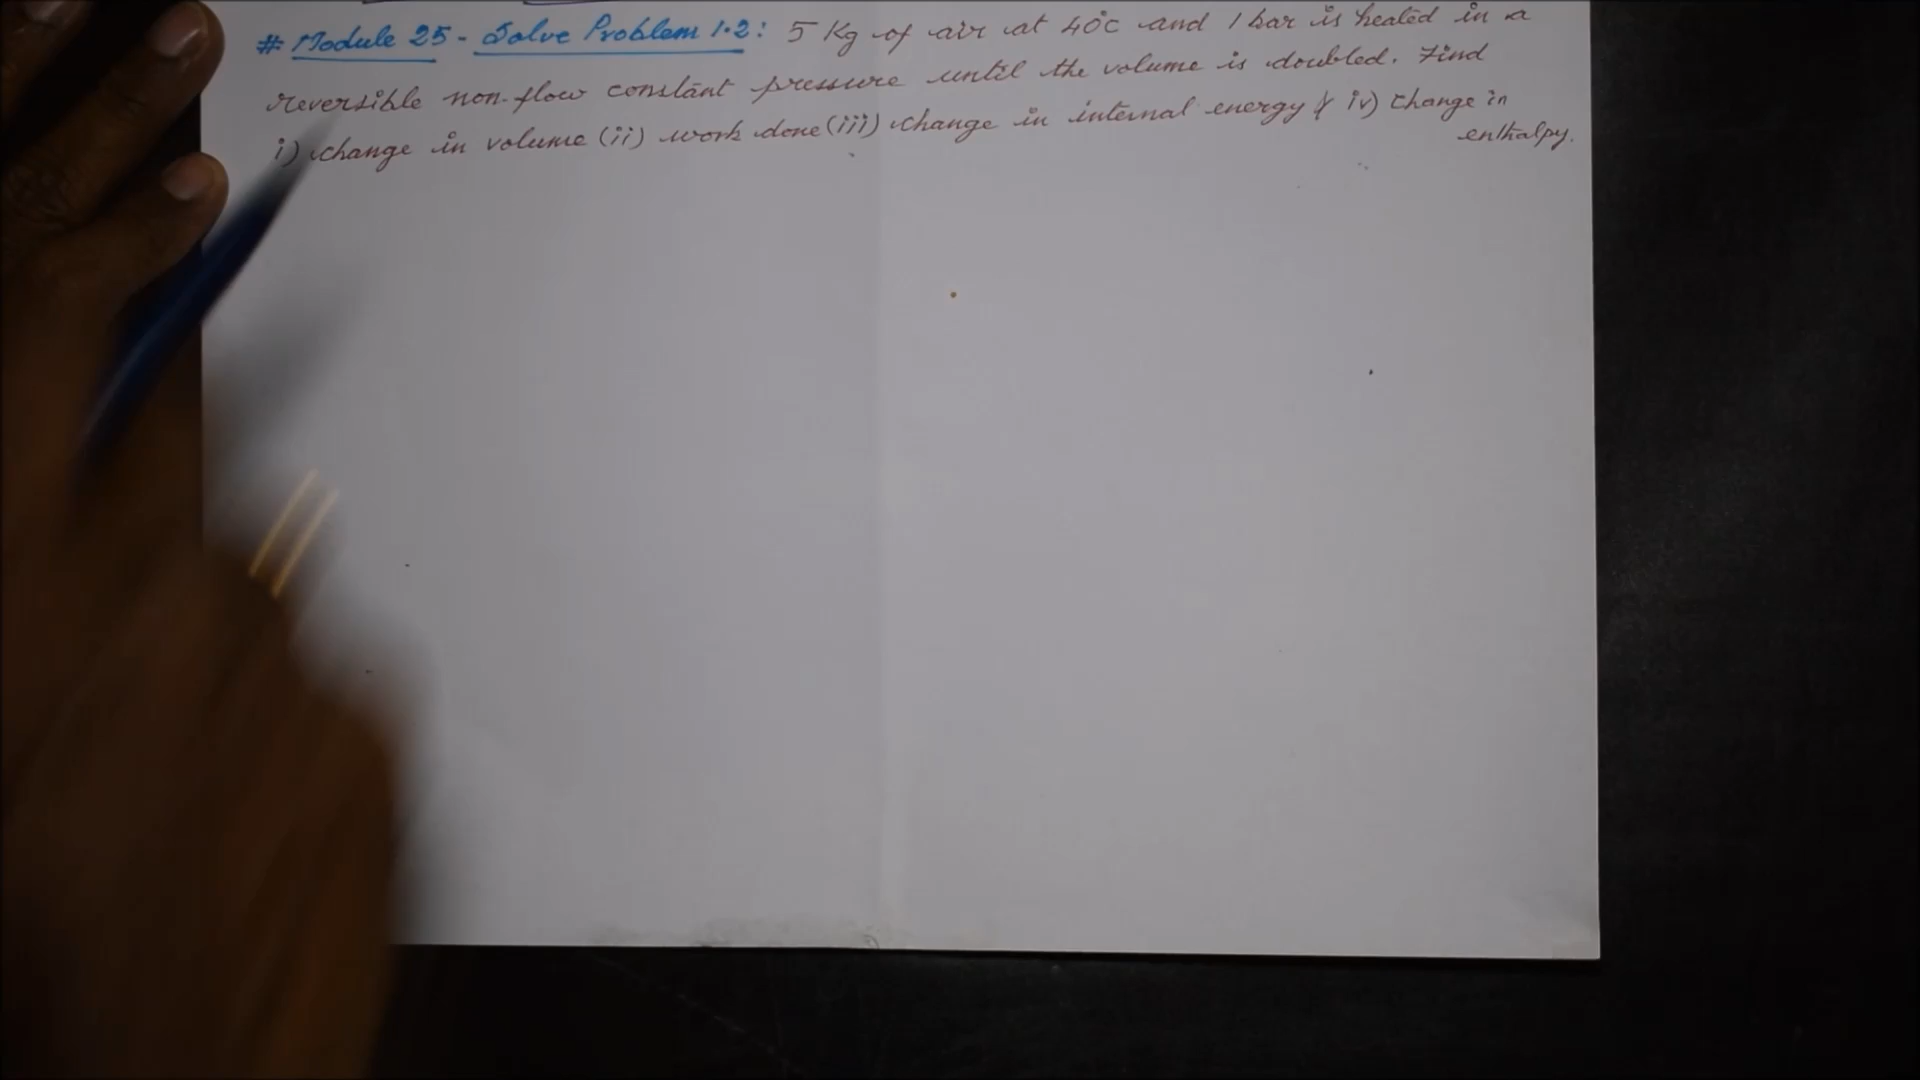 # Module 25 - Solve Problem 1.2: 5 Kg of air at 40°C and 1 bar is heated in a
reversible non-flow constant pressure until the volume is doubled. Find
i) change in volume (ii) work done (iii) change in internal energy & iv) change in
enthalpy.